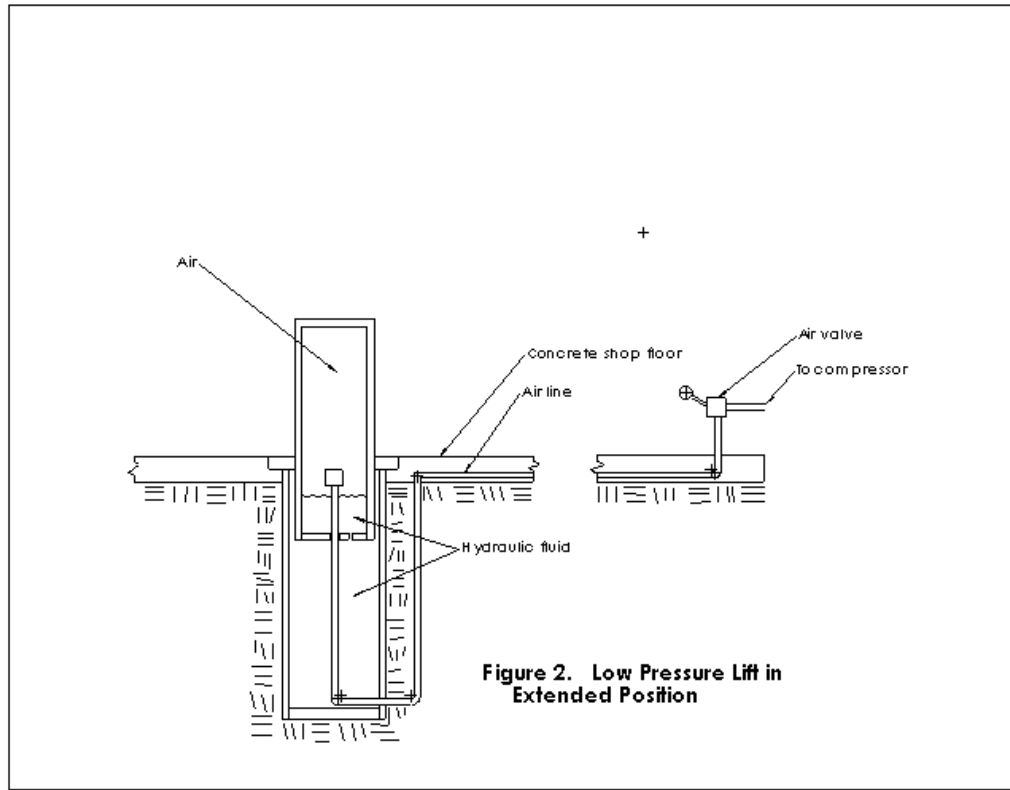 Air
Air valve
Concrete shop floor
To compressor
Air line
Hydraulic fluid
Figure 2. Low Pressure Lift in
Extended Position